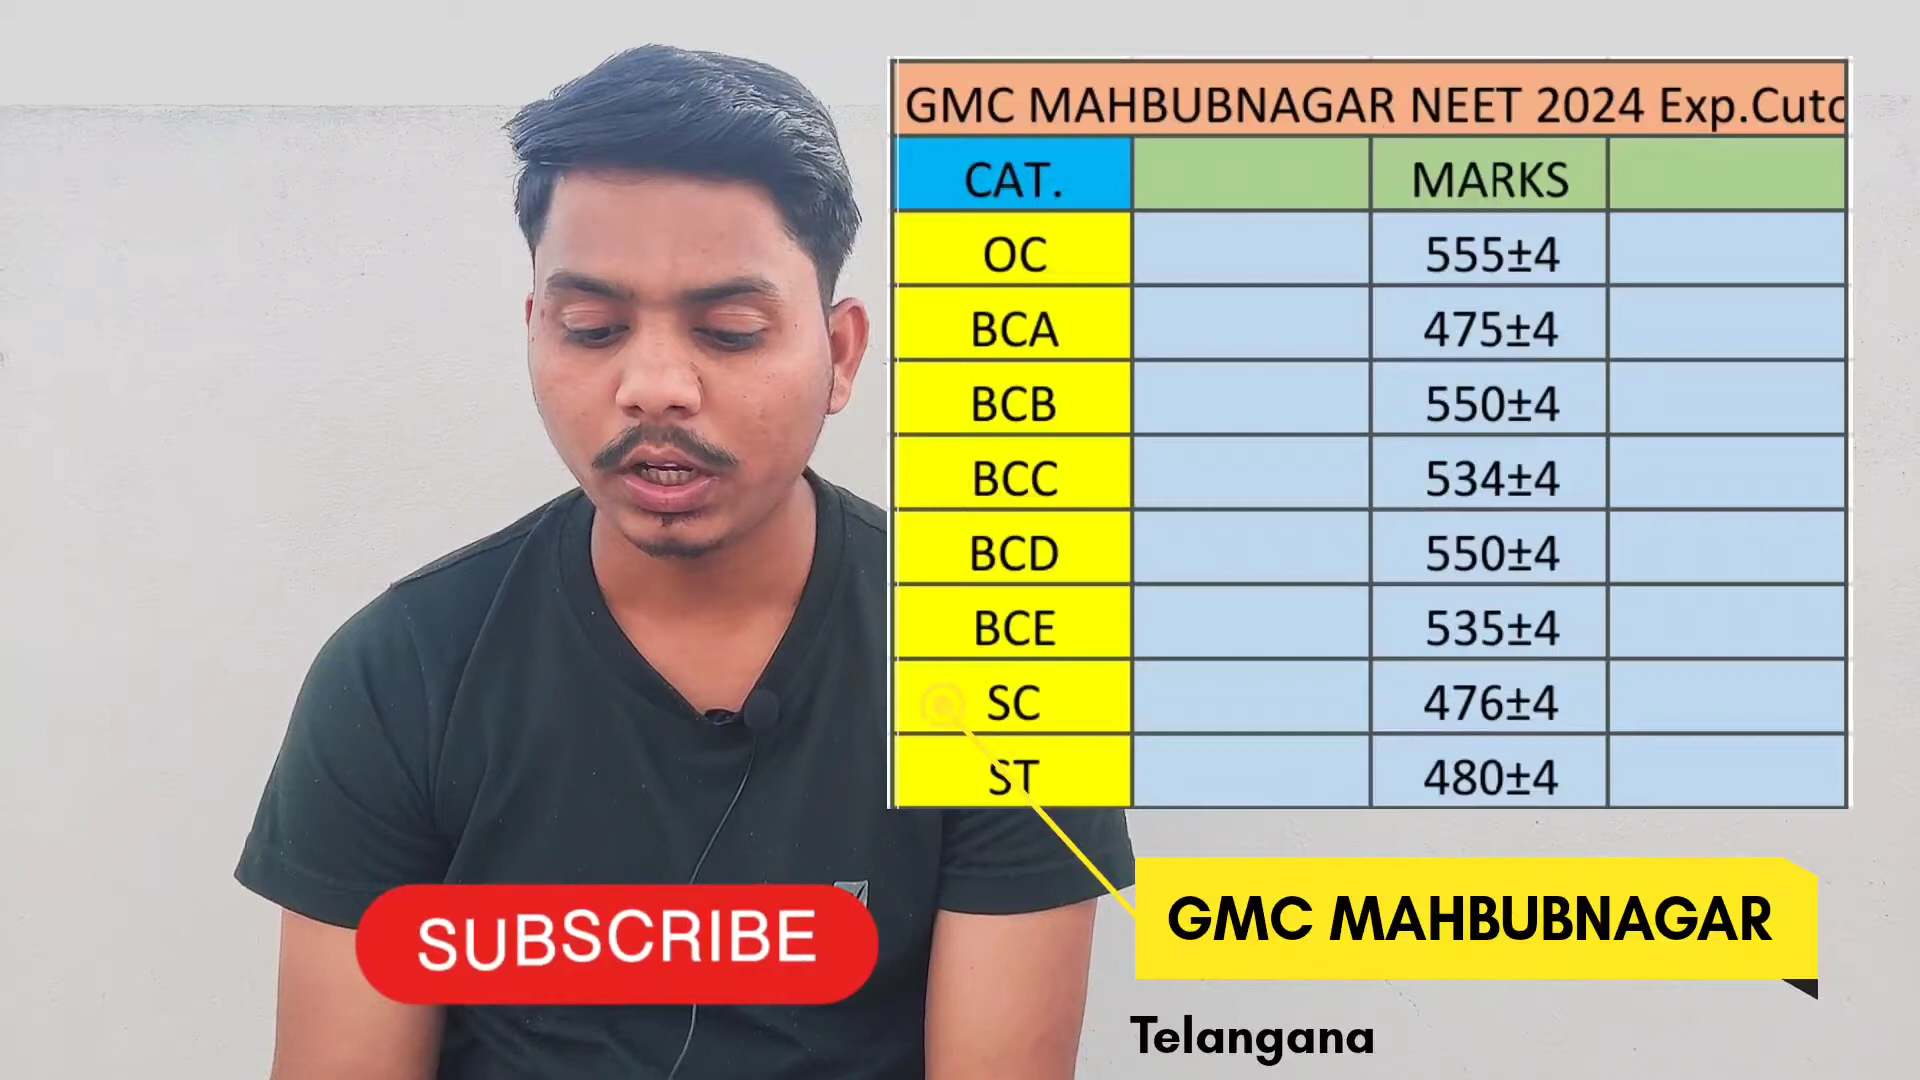 GMC MAHBUBNAGAR NEET 2024 Exp.Cuto
CAT. MARKS
OC 555±4
BCA 475±4
BCB 550±4
BCC 534±4
BCD 550±4
BCE 535±4
SC 476±4
ST 480±4
SUBSCRIBE
GMC MAHBUBNAGAR
Telangana